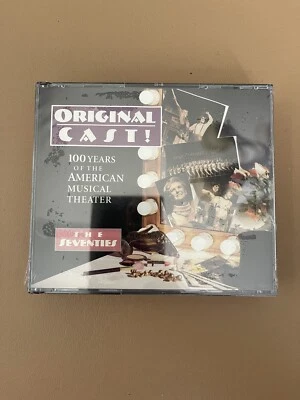 ORIGINAL
CAST!
100 YEARS
OF THE
AMERICAN
MUSICAL
THEATER
THE
SEVENTIES